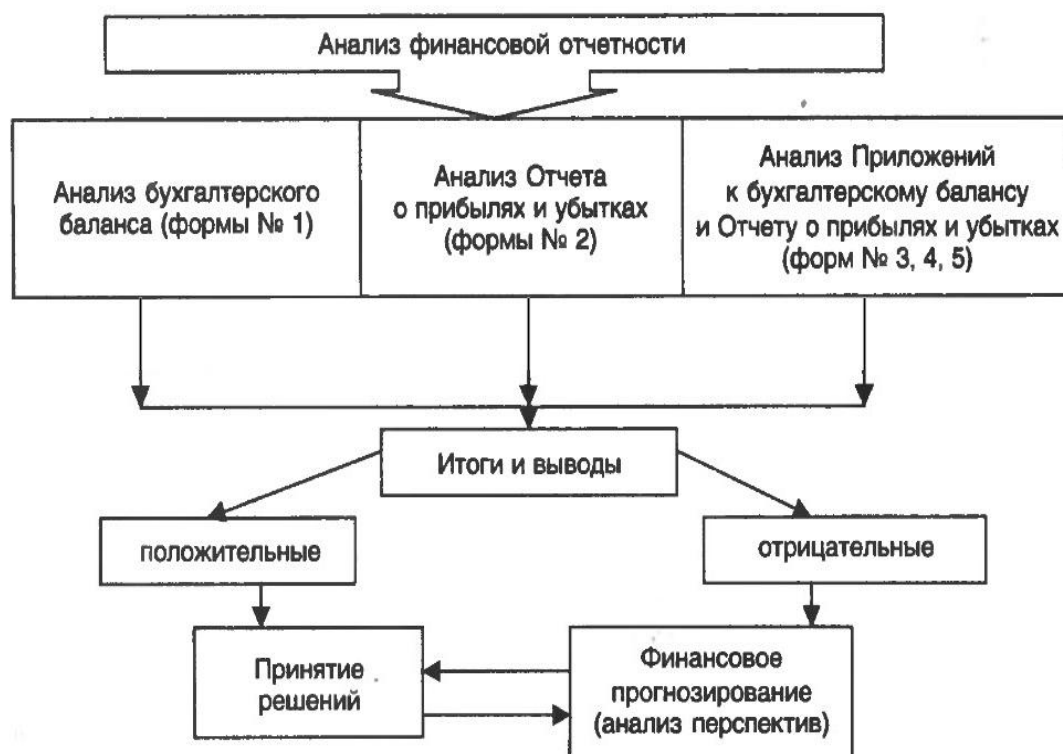 Анализ финансовой отчетности
Анализ бухгалтерского
баланса (формы № 1)
Анализ Отчета
о прибылях и убытках
(формы № 2)
Анализ Приложений
к бухгалтерскому балансу
и Отчету о прибылях и убытках
(форм № 3, 4, 5)
Итоги и выводы
положительные
отрицательные
Принятие
решений
Финансовое
прогнозирование
(анализ перспектив)